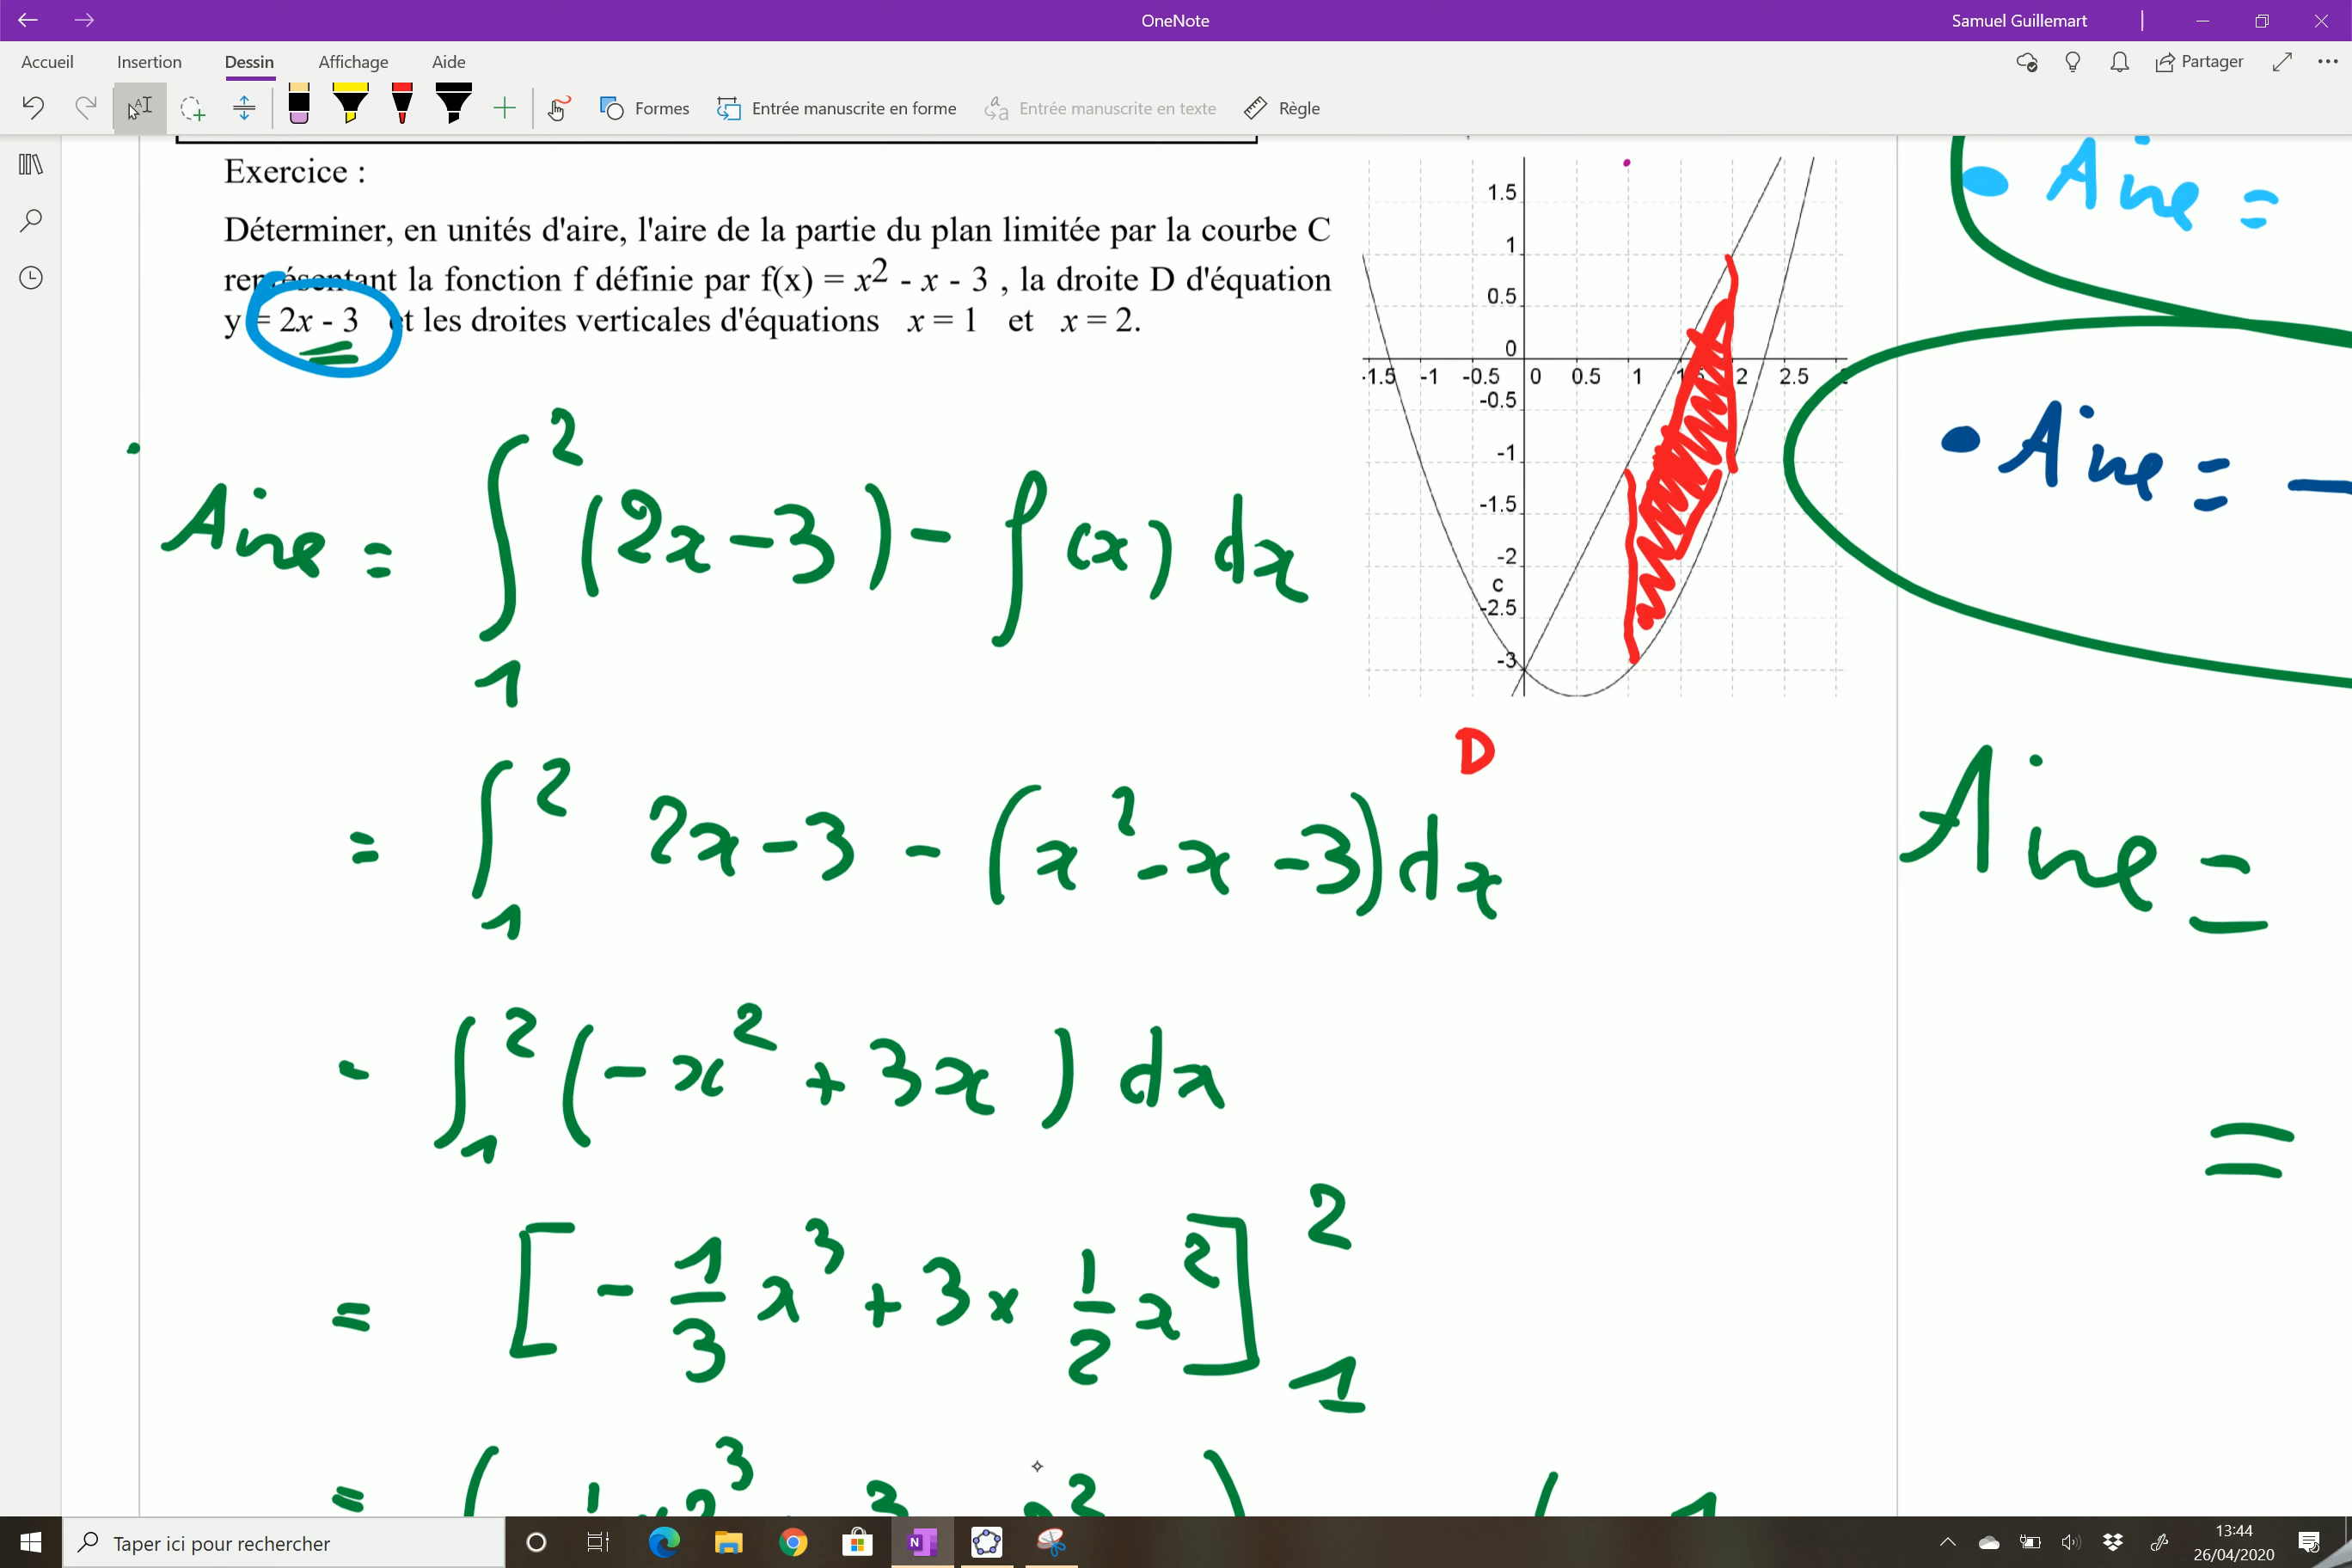 OneNote
Samuel Guillemart
Accueil Insertion Dessin Affichage Aide
Partager
Formes Entrée manuscrite en forme Entrée manuscrite en texte Règle
Exercice :
Déterminer, en unités d'aire, l'aire de la partie du plan limitée par la courbe C
représentant la fonction f définie par f(x) = x² - x - 3 , la droite D d'équation
y = 2x - 3 et les droites verticales d'équations x = 1 et x = 2.
1.5
1
0.5
0
-1.5 -1 -0.5 0 0.5 1 1.5 2 2.5
-0.5
-1
-1.5
-2
C
-2.5
-3
D
Aire = ∫₁² (2x-3) - f(x) dx
= ∫₁² 2x-3 - (x²-x-3) dx
- ∫₁² (-x² + 3x) dx
= [-1/3 x³ + 3 × 1/2 x²]₁²
Aire =
Aire = -
Aire =
=
Taper ici pour rechercher
13:44
26/04/2020